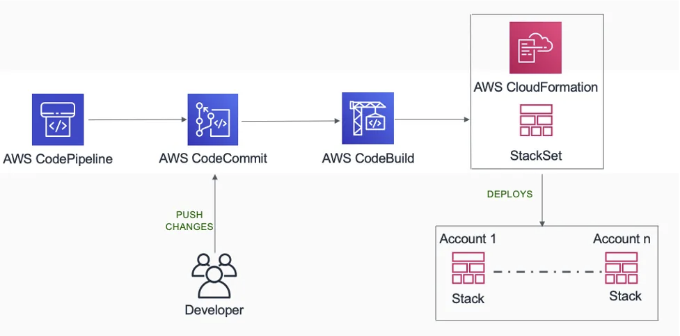 AWS CloudFormation
StackSet
AWS CodePipeline
AWS CodeCommit
AWS CodeBuild
PUSH
CHANGES
DEPLOYS
Developer
Account 1
Account n
Stack
Stack